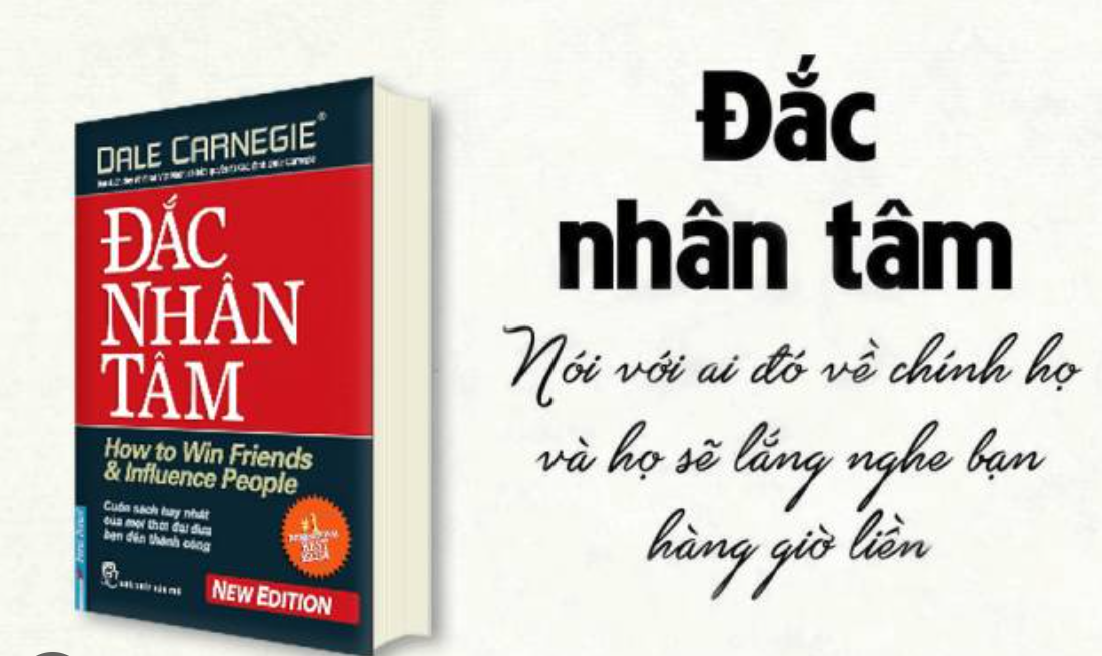 DALE CARNEGIE®
ĐẮC
NHÂN
TÂM
How to Win Friends
& Influence People
Cuốn sách hay nhất
của mọi thời đại đưa
bạn đến thành công
#1
NEW EDITION
Đắc
nhân tâm
Nói với ai đó về chính họ
và họ sẽ lắng nghe bạn
hàng giờ liền